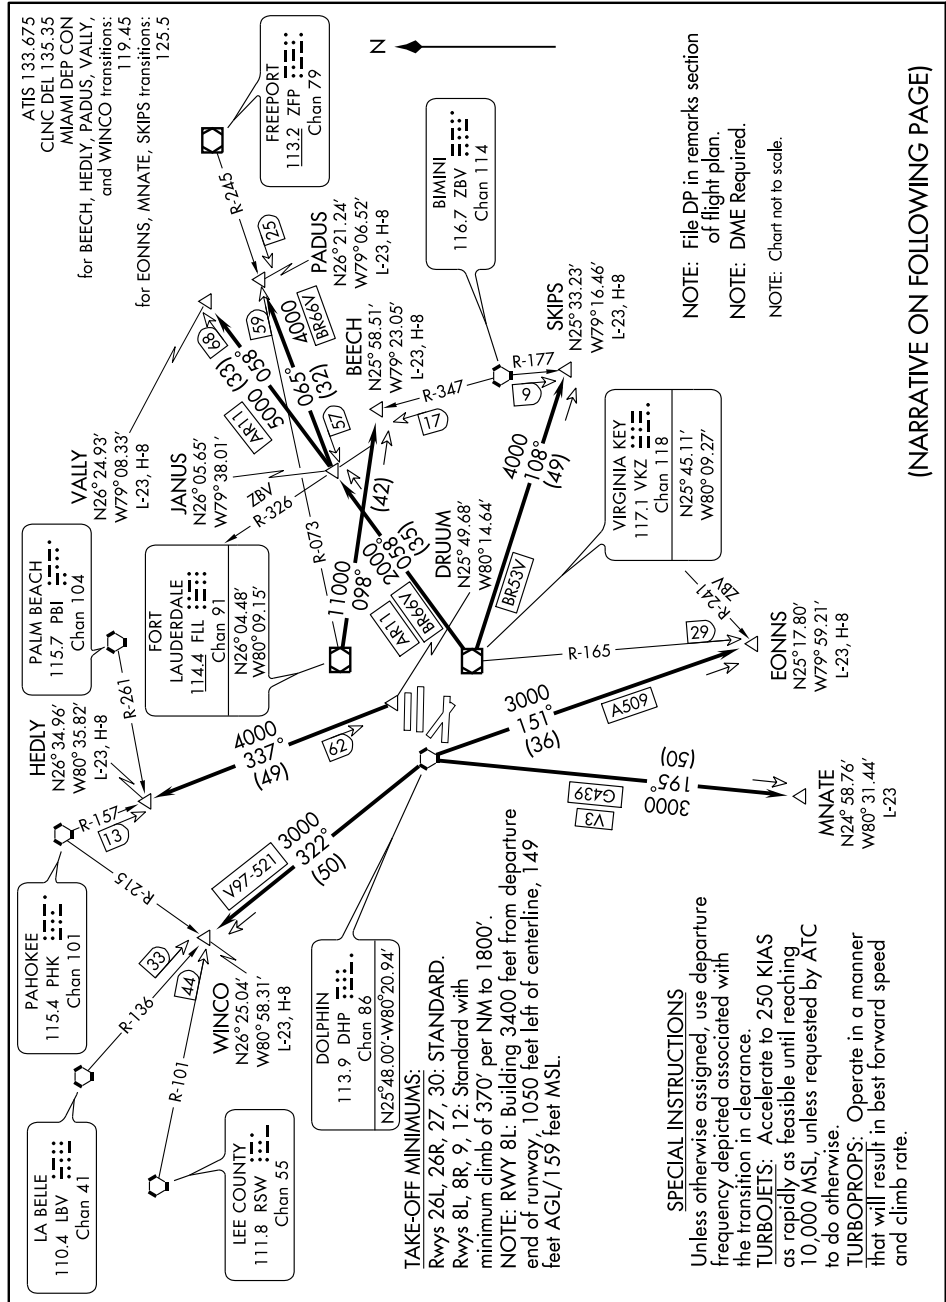 ATIS 133.675
CLNC DEL 135.35
MIAMI DEP CON
for BEECH, HEDLY, PADUS, VALLY,
and WINCO transitions:
119.45
for EONNS, MNATE, SKIPS transitions:
125.5
LA BELLE
110.4 LBV
Chan 41
PAHOKEE
115.4 PHK
Chan 101
LEE COUNTY
111.8 RSW
Chan 55
R-136
R-101
33
44
R-215
R-157
13
WINCO
N26°25.04'
W80°58.31'
L-23, H-8
HEDLY
N26°34.96'
W80°35.82'
L-23, H-8
PALM BEACH
115.7 PBI
Chan 104
R-261
V97-521
3000
322°
(50)
4000
337°
(49)
62
DOLPHIN
113.9 DHP
Chan 86
N25°48.00'-W80°20.94'
FORT
LAUDERDALE
114.4 FLL
Chan 91
N26°04.48'
W80°09.15'
VALLY
N26°24.93'
W79°08.33'
L-23, H-8
JANUS
N26°05.65'
W79°38.01'
ZBV
R-326
R-073
68
5000
058°
(33)
AR11
59
4000
BR66V
065°
(32)
57
R-245
25
FREEPORT
113.2 ZFP
Chan 79
PADUS
N26°21.24'
W79°06.52'
L-23, H-8
N
11000
098°
(42)
BEECH
N25°58.51'
W79°23.05'
L-23, H-8
R-347
17
BIMINI
116.7 ZBV
Chan 114
R-177
9
SKIPS
N25°33.23'
W79°16.46'
L-23, H-8
2000
058°
(35)
AR11
BR66V
DRUUM
N25°49.68'
W80°14.64'
4000
108°
(49)
BR53V
VIRGINIA KEY
117.1 VKZ
Chan 118
N25°45.11'
W80°09.27'
R-241
ZBV
R-165
29
3000
151°
(36)
A509
EONNS
N25°17.80'
W79°59.21'
L-23, H-8
3000
195°
(50)
G439
V3
MNATE
N24°58.76'
W80°31.44'
L-23
TAKE-OFF MINIMUMS:
Rwys 26L, 26R, 27, 30: STANDARD.
Rwys 8L, 8R, 9, 12: Standard with
minimum climb of 370' per NM to 1800'.
NOTE: RWY 8L: Building 3400 feet from departure
end of runway, 1050 feet left of centerline, 149
feet AGL/159 feet MSL.
SPECIAL INSTRUCTIONS
Unless otherwise assigned, use departure
frequency depicted associated with
the transition in clearance.
TURBOJETS: Accelerate to 250 KIAS
as rapidly as feasible until reaching
10,000 MSL, unless requested by ATC
to do otherwise.
TURBOPROPS: Operate in a manner
that will result in best forward speed
and climb rate.
NOTE: File DP in remarks section
of flight plan.
NOTE: DME Required.
NOTE: Chart not to scale.
(NARRATIVE ON FOLLOWING PAGE)